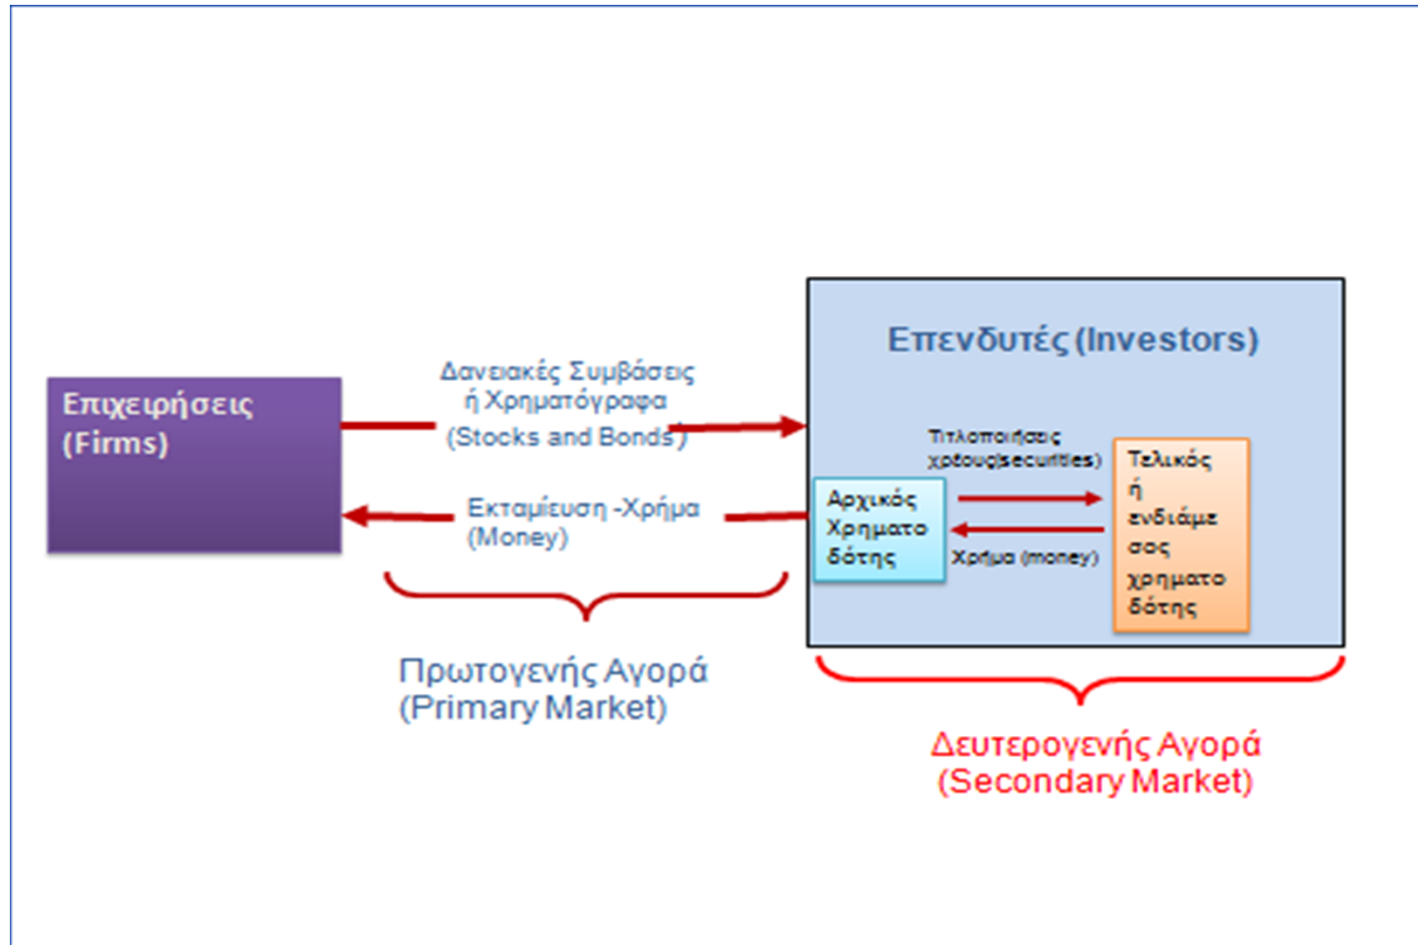 Επενδυτές (Investors)
Δανειακές Συμβάσεις
ή Χρηματόγραφα
(Stocks and Bonds)
Επιχειρήσεις
(Firms)
Τιτλοποιήσεις
χρέους(securities)
Τελικός
ή
ενδιάμε
σος
χρηματο
δότης
Αρχικός
Χρηματο
δότης
Εκταμίευση -Χρήμα
(Money)
Χρήμα (money)
Πρωτογενής Αγορά
(Primary Market)
Δευτερογενής Αγορά
(Secondary Market)